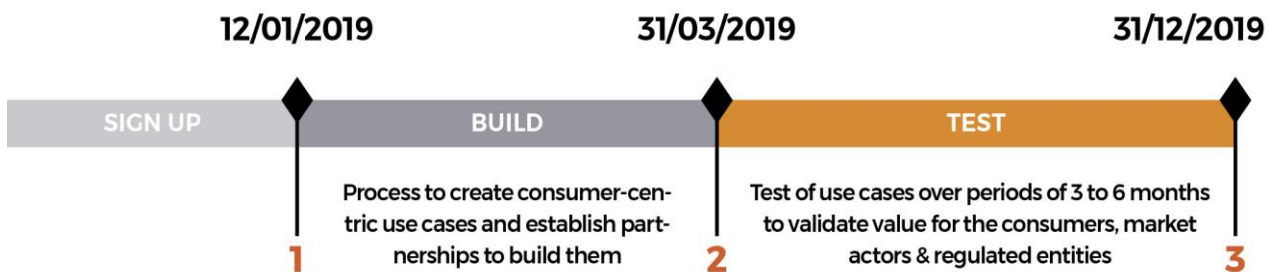 12/01/2019 31/03/2019 31/12/2019
SIGN UP BUILD TEST
Process to create consumer-cen-
tric use cases and establish part-
nerships to build them
Test of use cases over periods of 3 to 6 months
to validate value for the consumers, market
actors & regulated entities
1 2 3